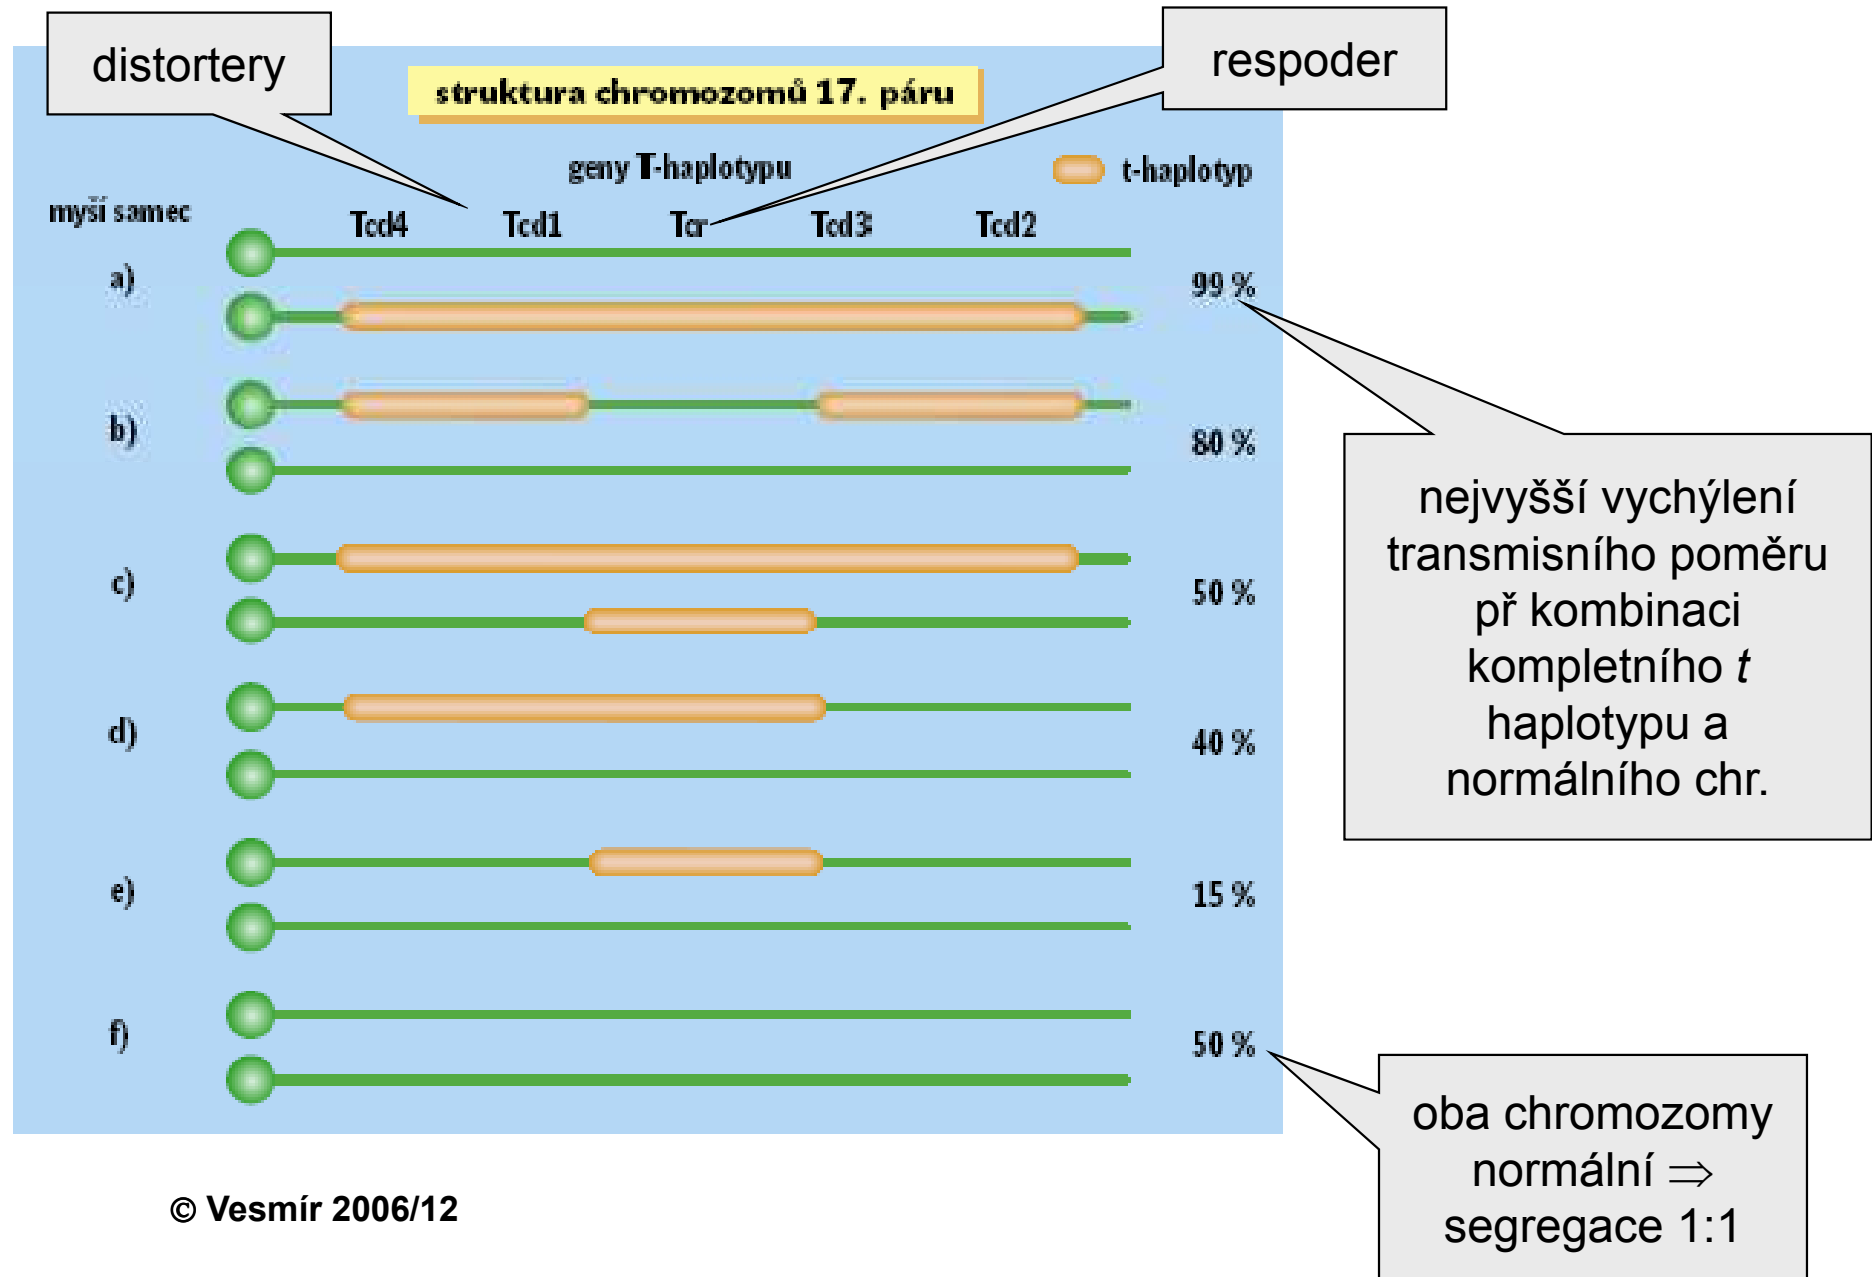 distortery
respoder
struktura chromozomů 17. páru
geny T-haplotypu
t-haplotyp
myší samec
Tcd4 Tcd1 Tcr Tcd3 Tcd2
a) 99 %
b) 80 %
c) 50 %
d) 40 %
e) 15 %
f) 50 %
nejvyšší vychýlení
transmisního poměru
př kombinaci
kompletního t
haplotypu a
normálního chr.
oba chromozomy
normální ⇒
segregace 1:1
© Vesmír 2006/12